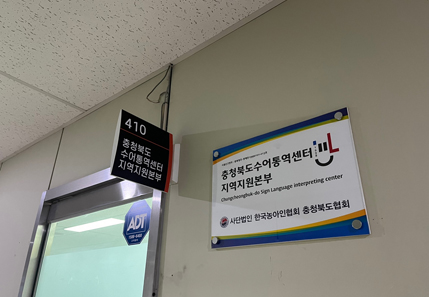 410
충청북도
수어통역센터
지역지원본부
ADT
충청북도수어통역센터
지역지원본부
Chungcheongbuk-do Sign Language interpreting center
사단법인 한국농아인협회 충청북도협회